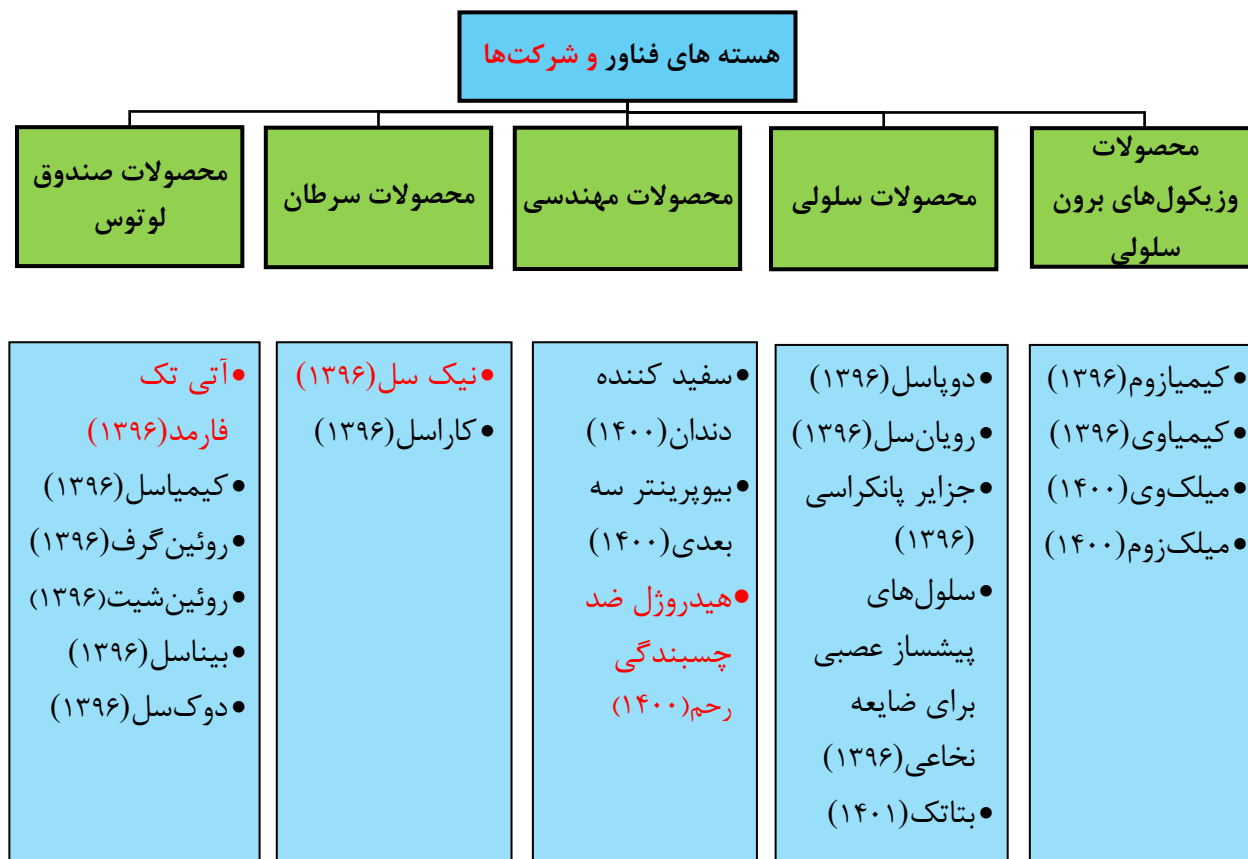 هسته های فناور و شرکت‌ها
محصولات
وزیکول‌های برون
سلولی
محصولات سلولی
محصولات مهندسی
محصولات سرطان
محصولات صندوق
لوتوس
•کیمیازوم(۱۳۹۶)
•کیمیاوی(۱۳۹۶)
•میلک‌وی(۱۴۰۰)
•میلک‌زوم(۱۴۰۰)
•دوپاسل(۱۳۹۶)
•رویان‌سل(۱۳۹۶)
•جزایر پانکراسی
(۱۳۹۶)
•سلول‌های
پیشساز عصبی
برای ضایعه
نخاعی(۱۳۹۶)
•بتاتک(۱۴۰۱)
•سفید کننده
دندان(۱۴۰۰)
•بیوپرینتر سه
بعدی(۱۴۰۰)
•هیدروژل ضد
چسبندگی
رحم(۱۴۰۰)
•نیک سل(۱۳۹۶)
•کاراسل(۱۳۹۶)
•آتی تک
فارمد(۱۳۹۶)
•کیمیاسل(۱۳۹۶)
•روئین‌گرف(۱۳۹۶)
•روئین‌شیت(۱۳۹۶)
•بیناسل(۱۳۹۶)
•دوک‌سل(۱۳۹۶)